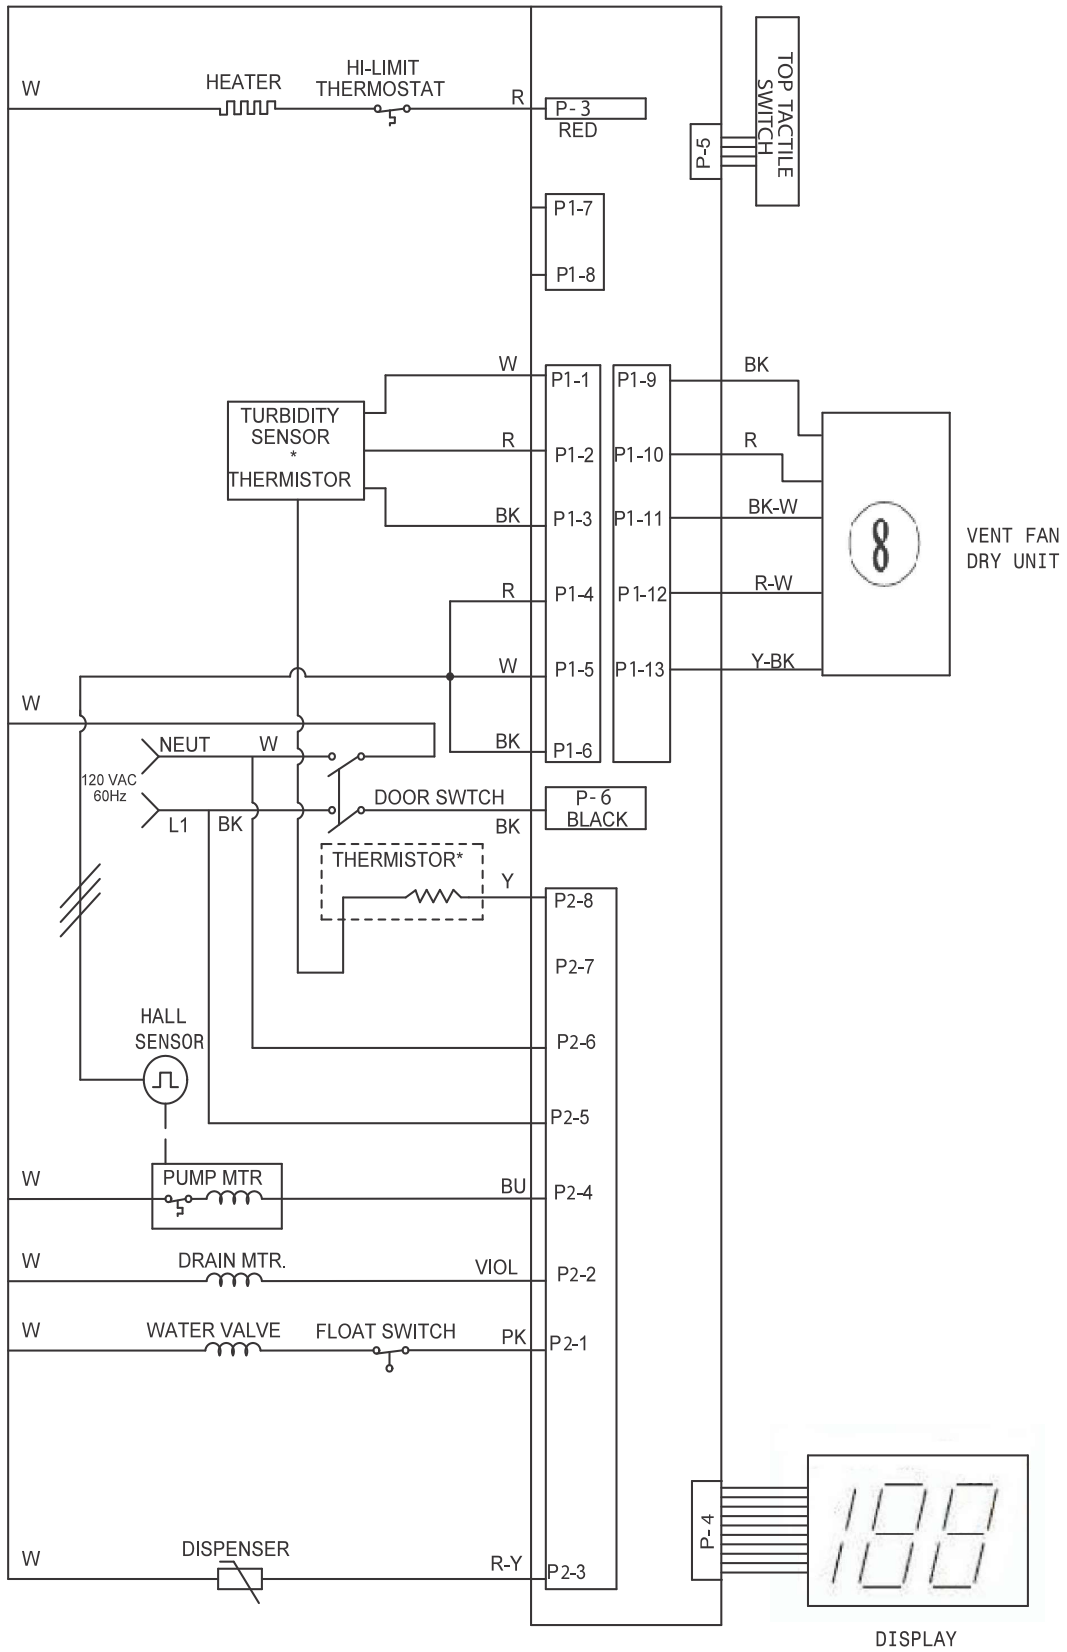 TOP TACTILE
SWITCH
P-5
W
HEATER
HI-LIMIT
THERMOSTAT
R
P-3
RED
P1-7
P1-8
TURBIDITY
SENSOR
*
THERMISTOR
W
P1-1
R
P1-2
BK
P1-3
R
P1-4
W
P1-5
BK
P1-6
P1-9
BK
P1-10
R
P1-11
BK-W
P1-12
R-W
P1-13
Y-BK
8
VENT FAN
DRY UNIT
W
NEUT
W
120 VAC
60Hz
L1
BK
DOOR SWTCH
BK
P-6
BLACK
THERMISTOR*
Y
P2-8
P2-7
P2-6
P2-5
HALL
SENSOR
W
PUMP MTR
BU
P2-4
W
DRAIN MTR.
VIOL
P2-2
W
WATER VALVE
FLOAT SWITCH
PK
P2-1
W
DISPENSER
R-Y
P2-3
P-4
188
DISPLAY